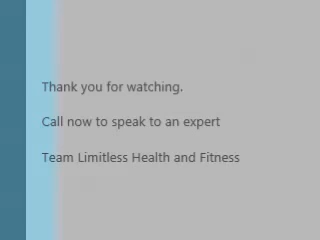 Thank you for watching.
Call now to speak to an expert
Team Limitless Health and Fitness